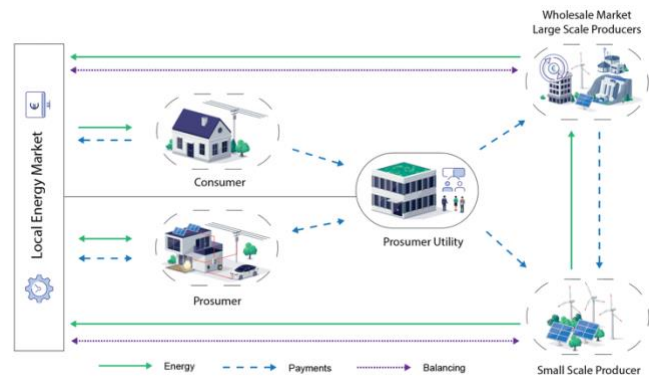 Wholesale Market
Large Scale Producers
Local Energy Market
€
Consumer
Prosumer Utility
Prosumer
Energy
Payments
Balancing
Small Scale Producer